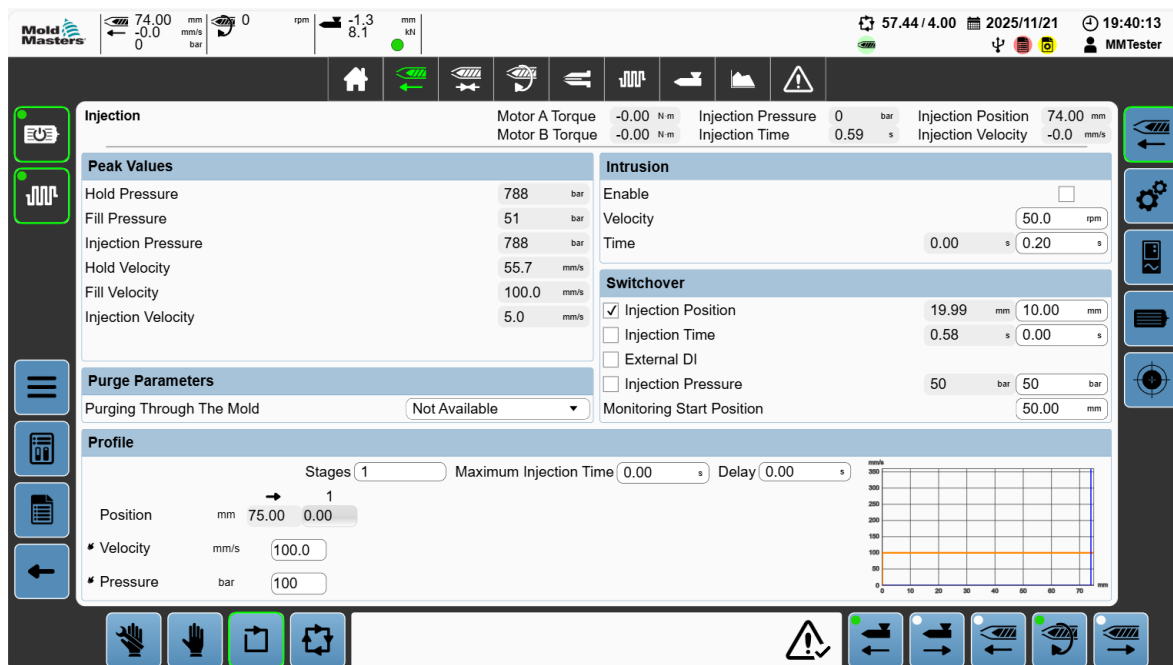 Mold Masters
74.00 mm
-0.0 mm/s
0 bar
0 rpm
-1.3 mm
8.1 kN
57.44 / 4.00
2025/11/21
19:40:13
MMTester
Injection
Motor A Torque -0.00 N·m Injection Pressure 0 bar Injection Position 74.00 mm
Motor B Torque -0.00 N·m Injection Time 0.59 s Injection Velocity -0.0 mm/s
Peak Values
Hold Pressure 788 bar
Fill Pressure 51 bar
Injection Pressure 788 bar
Hold Velocity 55.7 mm/s
Fill Velocity 100.0 mm/s
Injection Velocity 5.0 mm/s
Purge Parameters
Purging Through The Mold Not Available
Intrusion
Enable
Velocity 50.0 rpm
Time 0.00 s 0.20 s
Switchover
Injection Position 19.99 mm 10.00 mm
Injection Time 0.58 s 0.00 s
External DI
Injection Pressure 50 bar 50 bar
Monitoring Start Position 50.00 mm
Profile
Stages 1 Maximum Injection Time 0.00 s Delay 0.00 s
1
Position mm 75.00 0.00
Velocity mm/s 100.0
Pressure bar 100
mm/s
350
300
250
200
150
100
50
0
0 10 20 30 40 50 60 70 mm